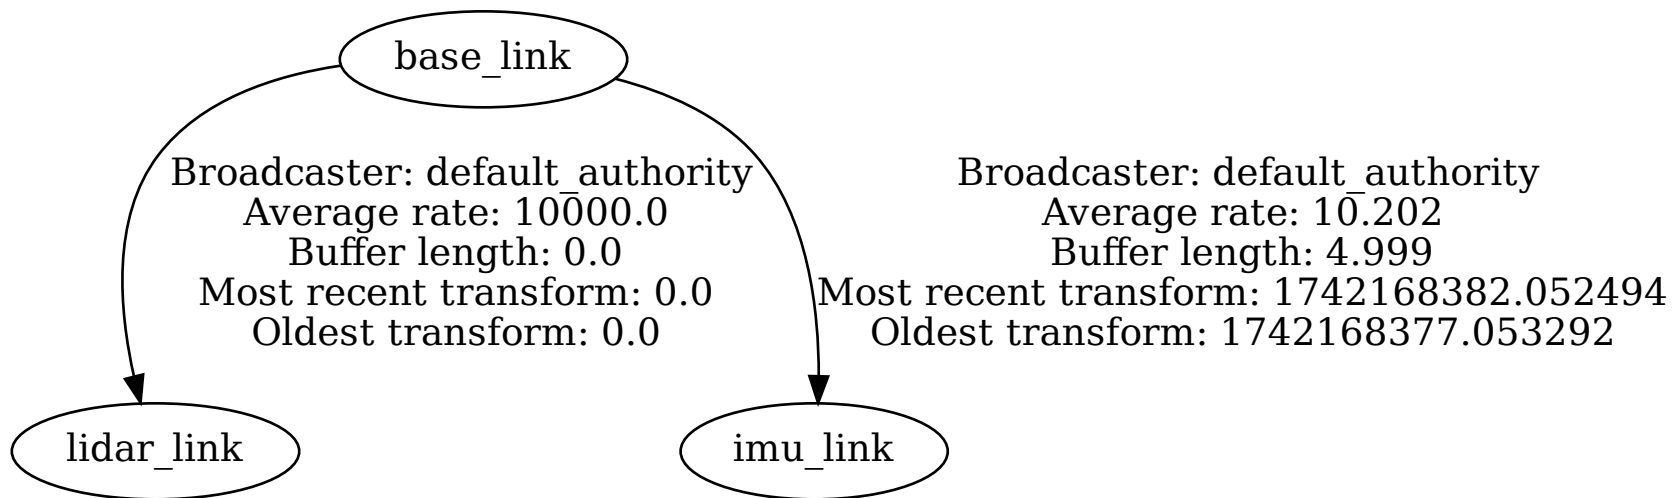 base_link
Broadcaster: default_authority
Average rate: 10000.0
Buffer length: 0.0
Most recent transform: 0.0
Oldest transform: 0.0
Broadcaster: default_authority
Average rate: 10.202
Buffer length: 4.999
Most recent transform: 1742168382.052494
Oldest transform: 1742168377.053292
lidar_link
imu_link